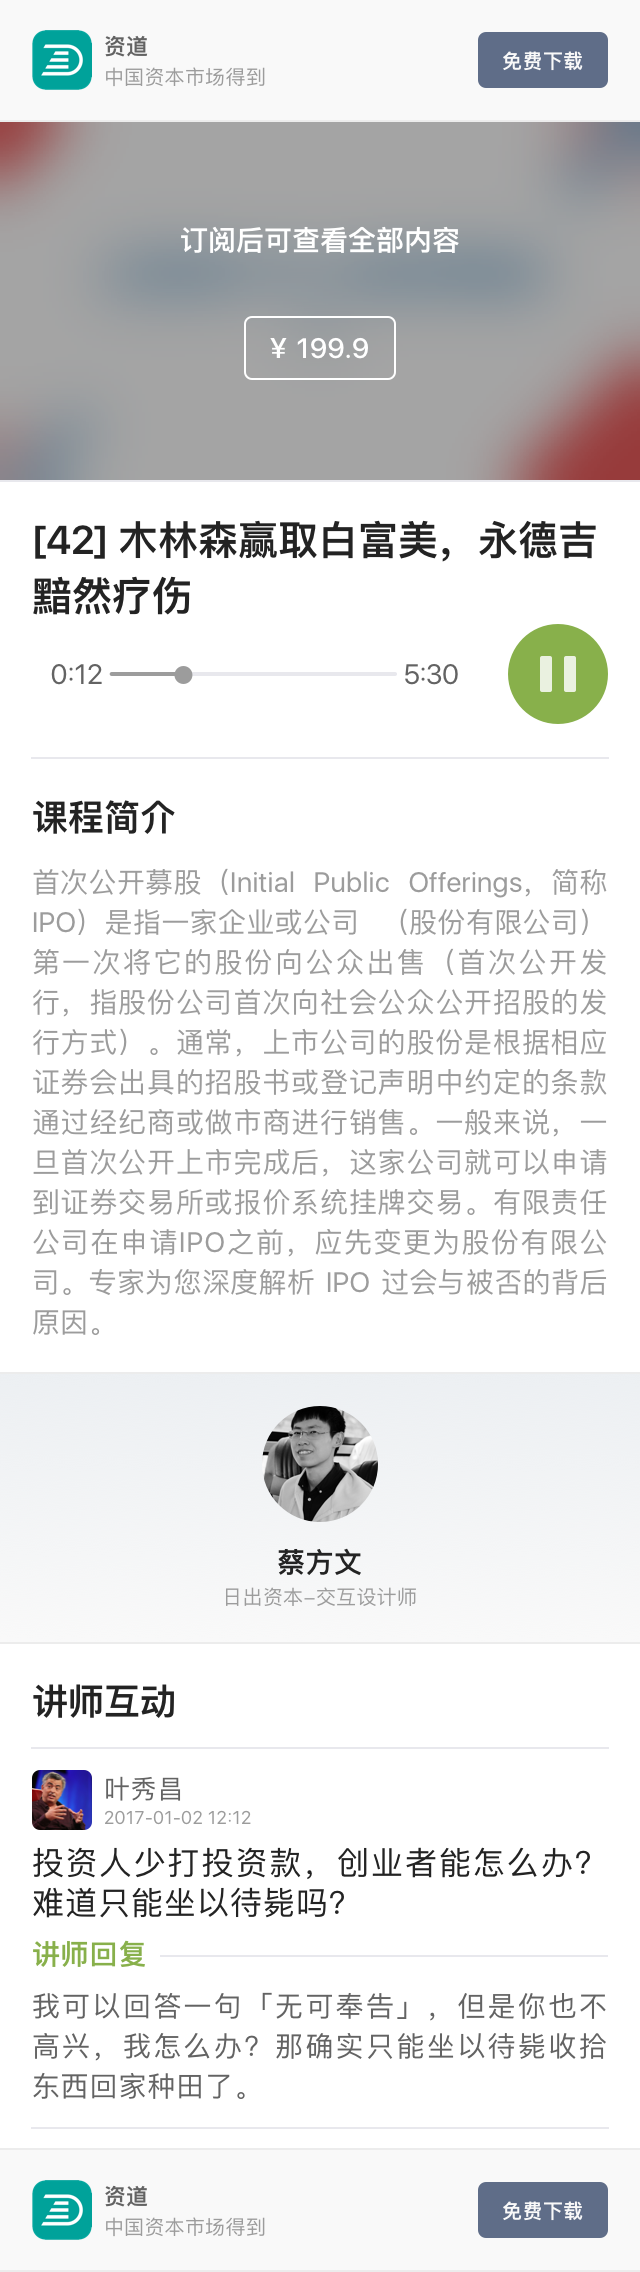 资道
中国资本市场得到
免费下载
订阅后可查看全部内容
¥ 199.9
[42] 木林森赢取白富美，永德吉
黯然疗伤
0:12
5:30
课程简介
首次公开募股（Initial Public Offerings，简称
IPO）是指一家企业或公司 （股份有限公司）
第一次将它的股份向公众出售（首次公开发
行，指股份公司首次向社会公众公开招股的发
行方式）。通常，上市公司的股份是根据相应
证券会出具的招股书或登记声明中约定的条款
通过经纪商或做市商进行销售。一般来说，一
旦首次公开上市完成后，这家公司就可以申请
到证券交易所或报价系统挂牌交易。有限责任
公司在申请IPO之前，应先变更为股份有限公
司。专家为您深度解析 IPO 过会与被否的背后
原因。
蔡方文
日出资本–交互设计师
讲师互动
叶秀昌
2017-01-02 12:12
投资人少打投资款，创业者能怎么办？
难道只能坐以待毙吗？
讲师回复
我可以回答一句「无可奉告」，但是你也不
高兴，我怎么办？那确实只能坐以待毙收拾
东西回家种田了。
资道
中国资本市场得到
免费下载